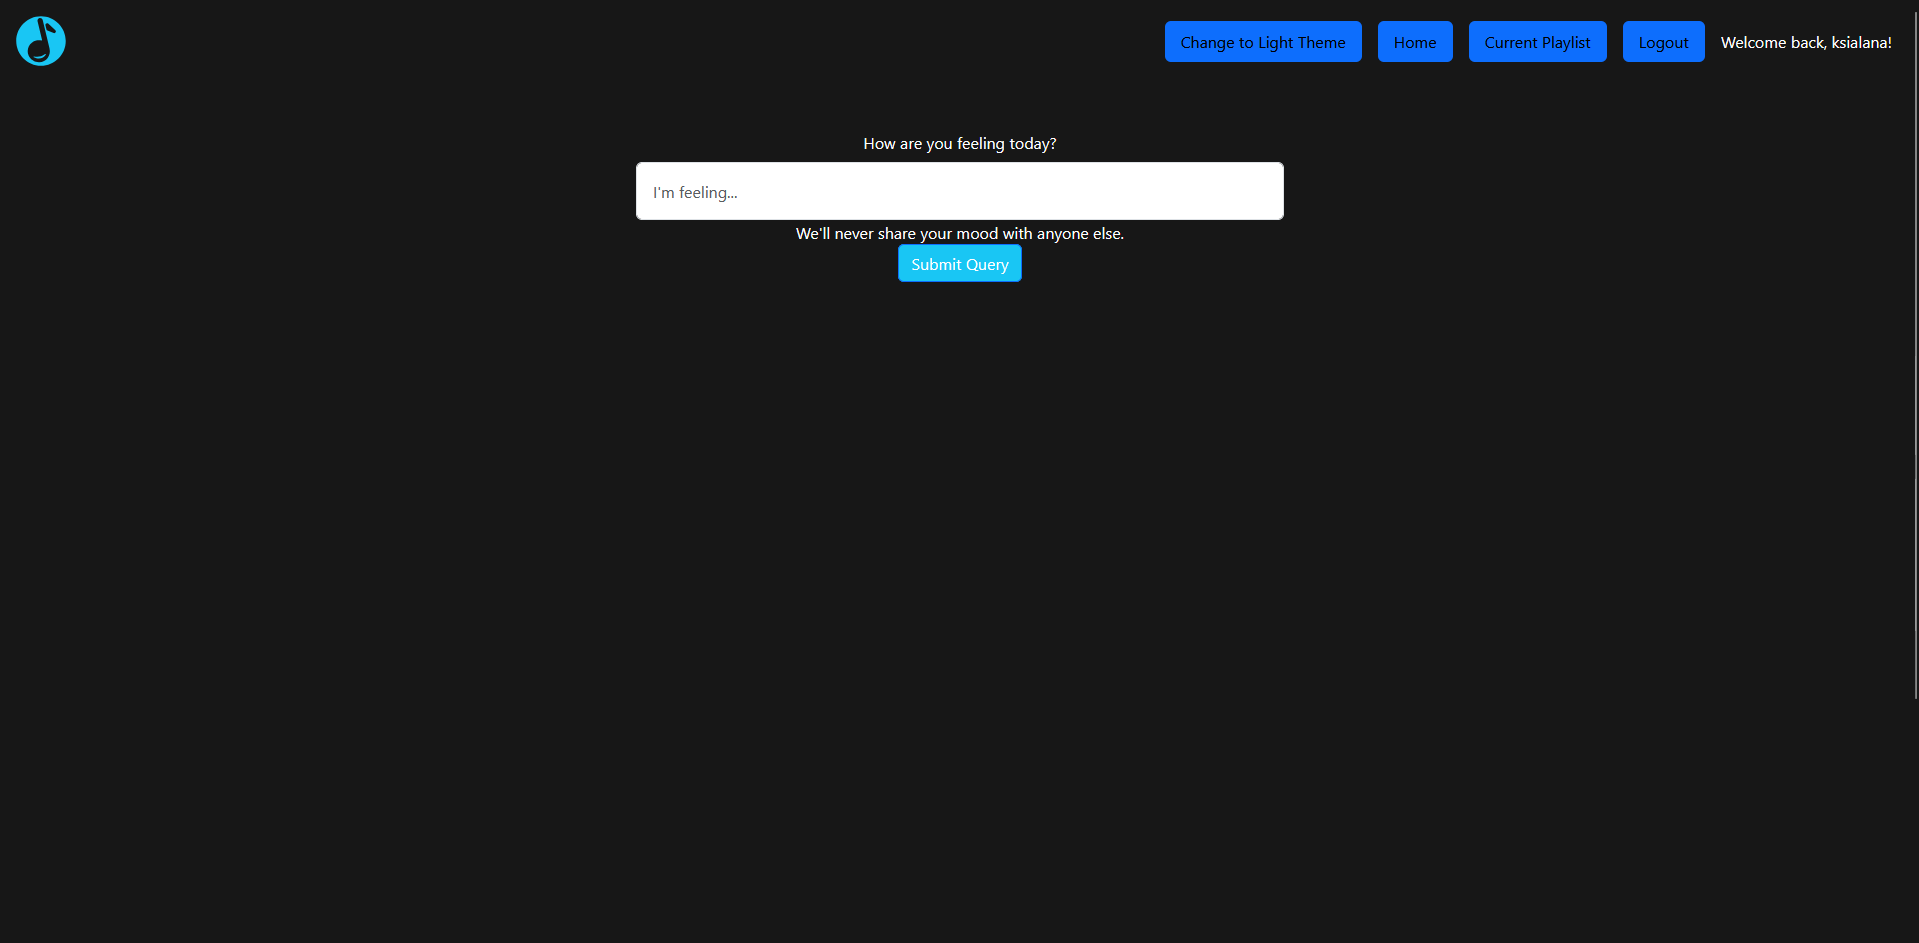 Change to Light Theme Home Current Playlist Logout Welcome back, ksialana!
How are you feeling today?
I'm feeling...
We'll never share your mood with anyone else.
Submit Query